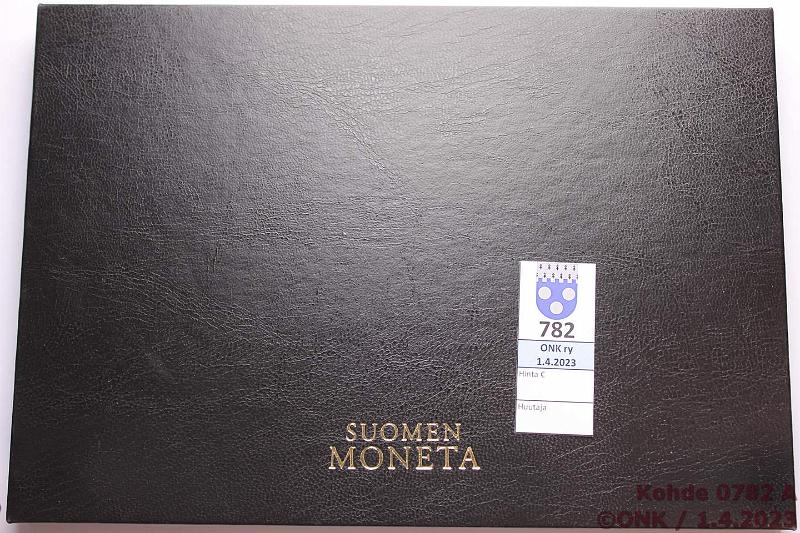 782
ONK ry
1.4.2023
Hinta €
Huutaja
SUOMEN
MONETA
Kohde 0782 A
©ONK / 1.4.2023